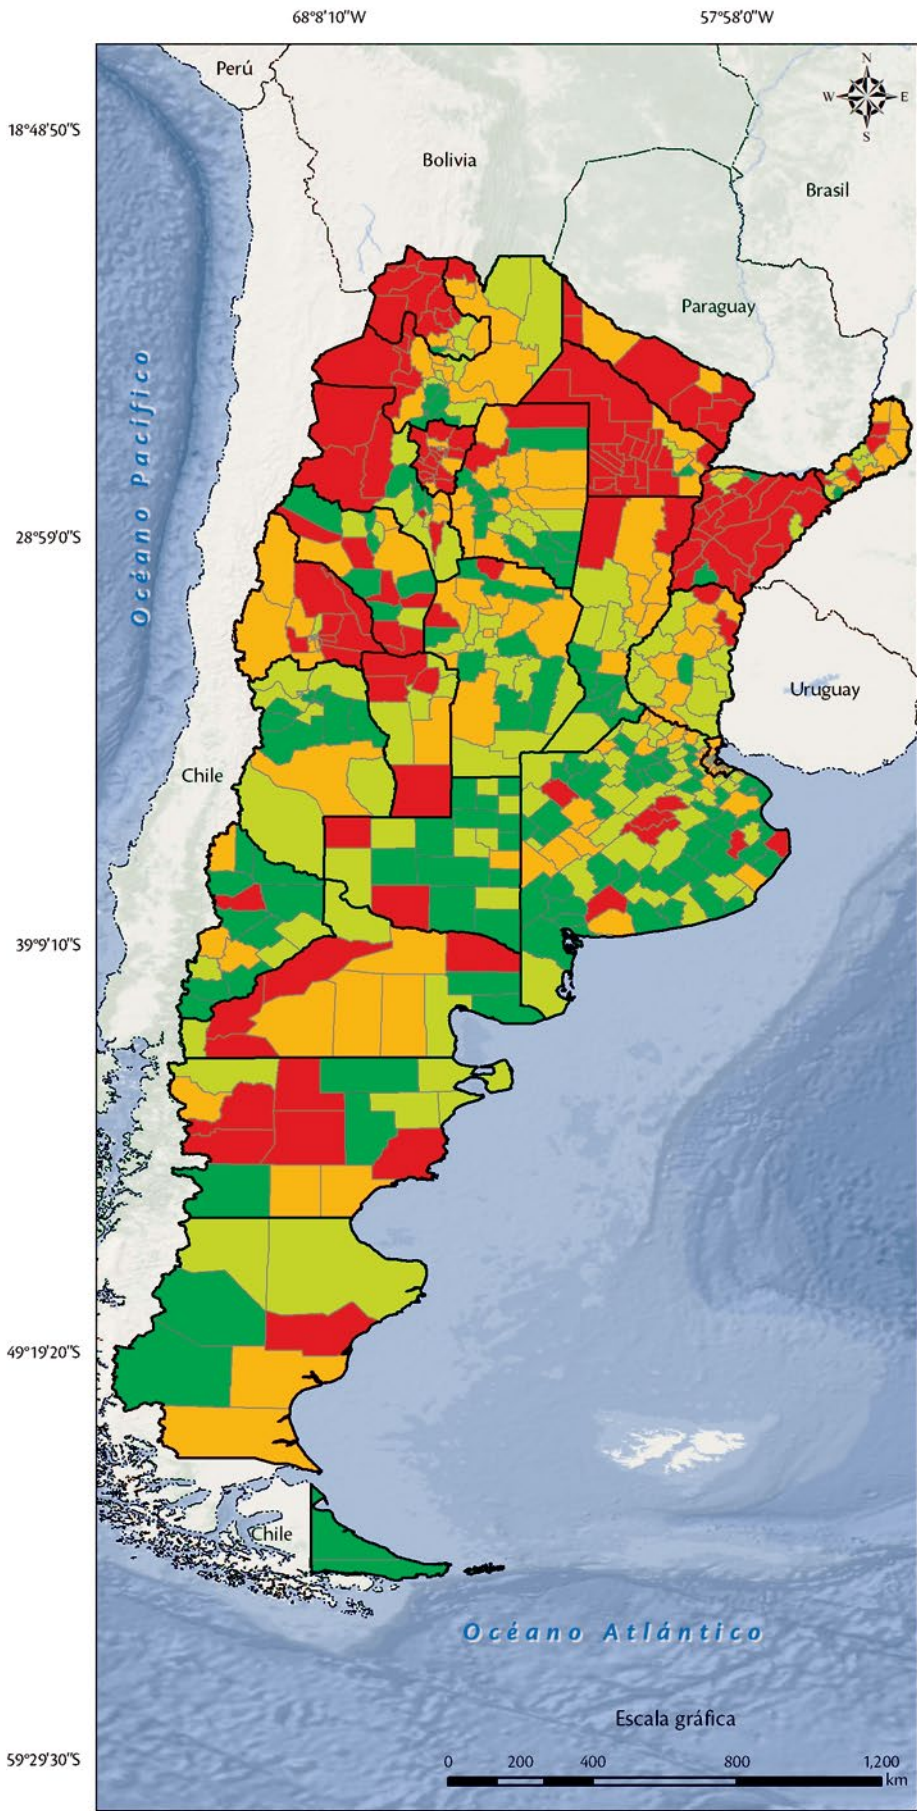 68°8'10"W
57°58'0"W
Perú
N
W
E
S
18°48'50"S
Bolivia
Brasil
Paraguay
Océano Pacífico
28°59'0"S
Uruguay
Chile
39°9'10"S
49°19'20"S
Chile
Océano Atlántico
Escala gráfica
59°29'30"S
0 200 400 800 1,200
km